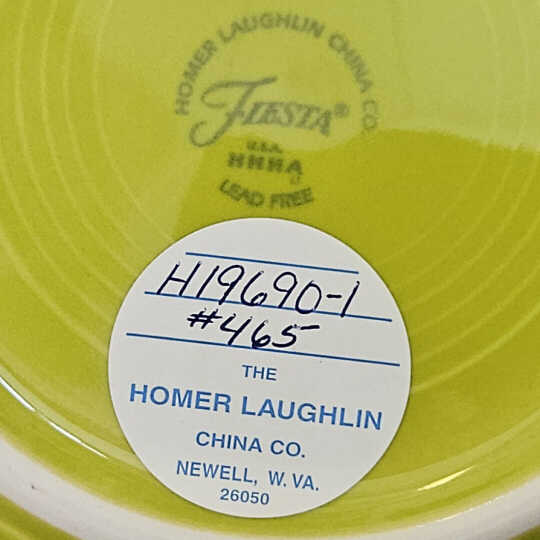 HOMER LAUGHLIN CHINA CO.
FIESTA®
U.S.A.
HHHA
LEAD FREE
H19690-1
#465
THE
HOMER LAUGHLIN
CHINA CO.
NEWELL, W. VA.
26050